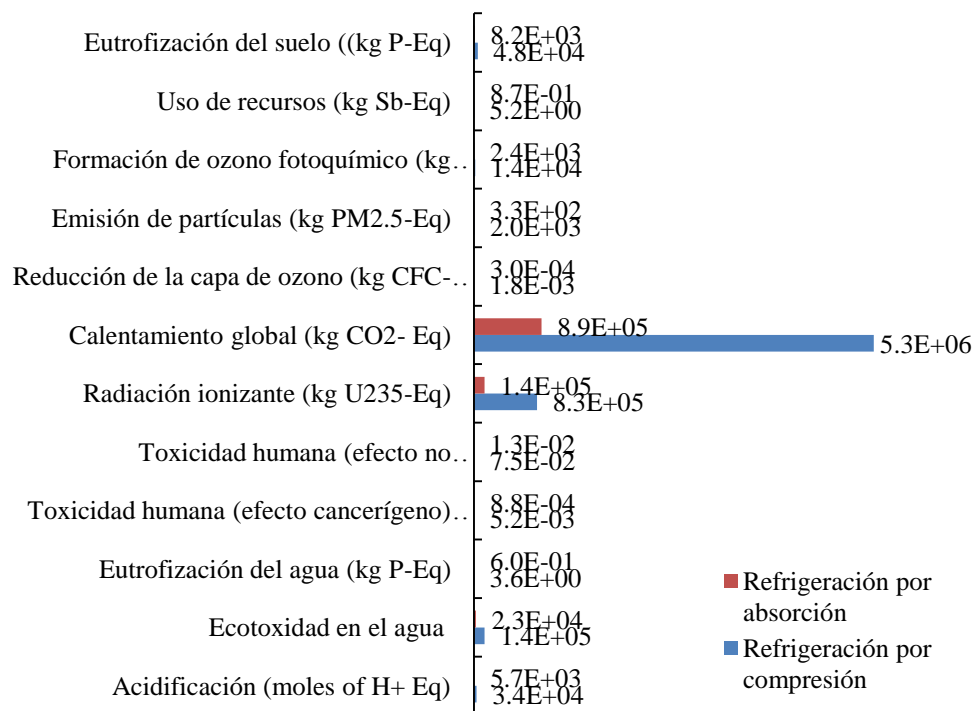 Eutrofización del suelo ((kg P-Eq)
8.2E+03
4.8E+04
Uso de recursos (kg Sb-Eq)
8.7E-01
5.2E+00
Formación de ozono fotoquímico (kg…
2.4E+03
1.4E+04
Emisión de partículas (kg PM2.5-Eq)
3.3E+02
2.0E+03
Reducción de la capa de ozono (kg CFC-…
3.0E-04
1.8E-03
Calentamiento global (kg CO2- Eq)
8.9E+05
5.3E+06
Radiación ionizante (kg U235-Eq)
1.4E+05
8.3E+05
Toxicidad humana (efecto no…
1.3E-02
7.5E-02
Toxicidad humana (efecto cancerígeno)…
8.8E-04
5.2E-03
Eutrofización del agua (kg P-Eq)
6.0E-01
3.6E+00
Ecotoxidad en el agua
2.3E+04
1.4E+05
Acidificación (moles of H+ Eq)
5.7E+03
3.4E+04
Refrigeración por
absorción
Refrigeración por
compresión